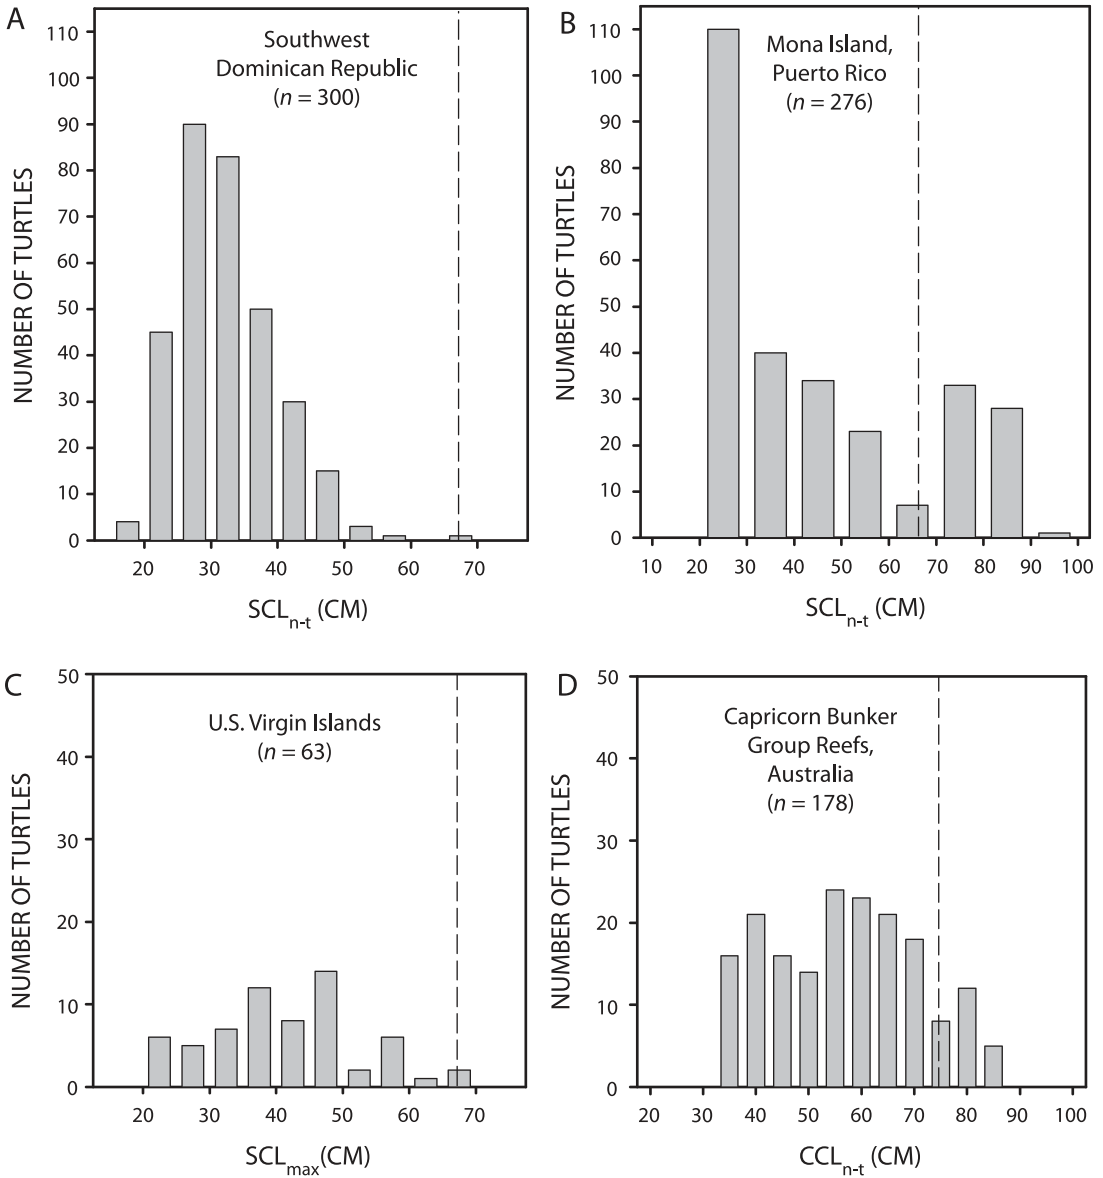 A
Southwest
Dominican Republic
(n = 300)
NUMBER OF TURTLES
110
100
90
80
70
60
50
40
30
20
10
0
20 30 40 50 60 70
SCLn-t (CM)
B
Mona Island,
Puerto Rico
(n = 276)
NUMBER OF TURTLES
110
100
90
80
70
60
50
40
30
20
10
0
10 20 30 40 50 60 70 80 90 100
SCLn-t (CM)
C
U.S. Virgin Islands
(n = 63)
NUMBER OF TURTLES
50
40
30
20
10
0
20 30 40 50 60 70
SCLmax(CM)
D
Capricorn Bunker
Group Reefs,
Australia
(n = 178)
NUMBER OF TURTLES
50
40
30
20
10
0
20 30 40 50 60 70 80 90 100
CCLn-t (CM)